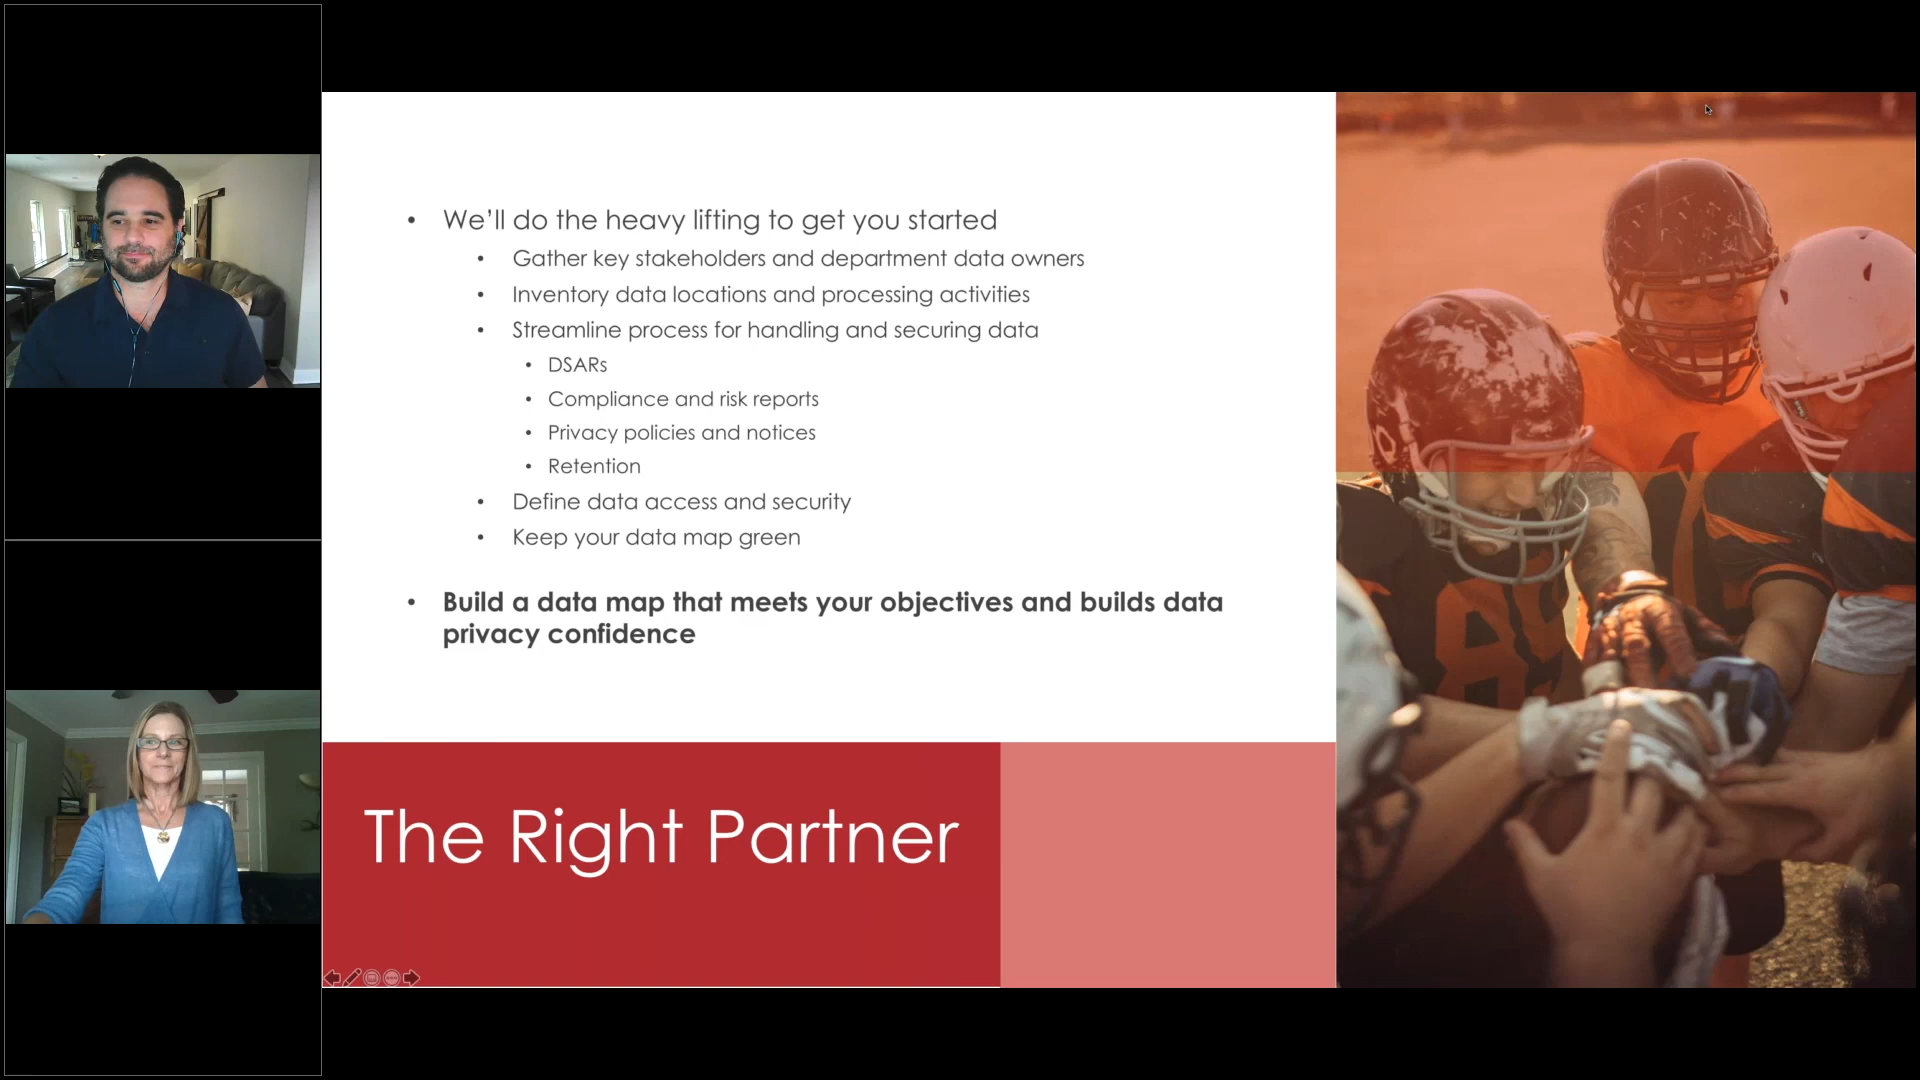 We’ll do the heavy lifting to get you started
Gather key stakeholders and department data owners
Inventory data locations and processing activities
Streamline process for handling and securing data
DSARs
Compliance and risk reports
Privacy policies and notices
Retention
Define data access and security
Keep your data map green
Build a data map that meets your objectives and builds data
privacy confidence
The Right Partner